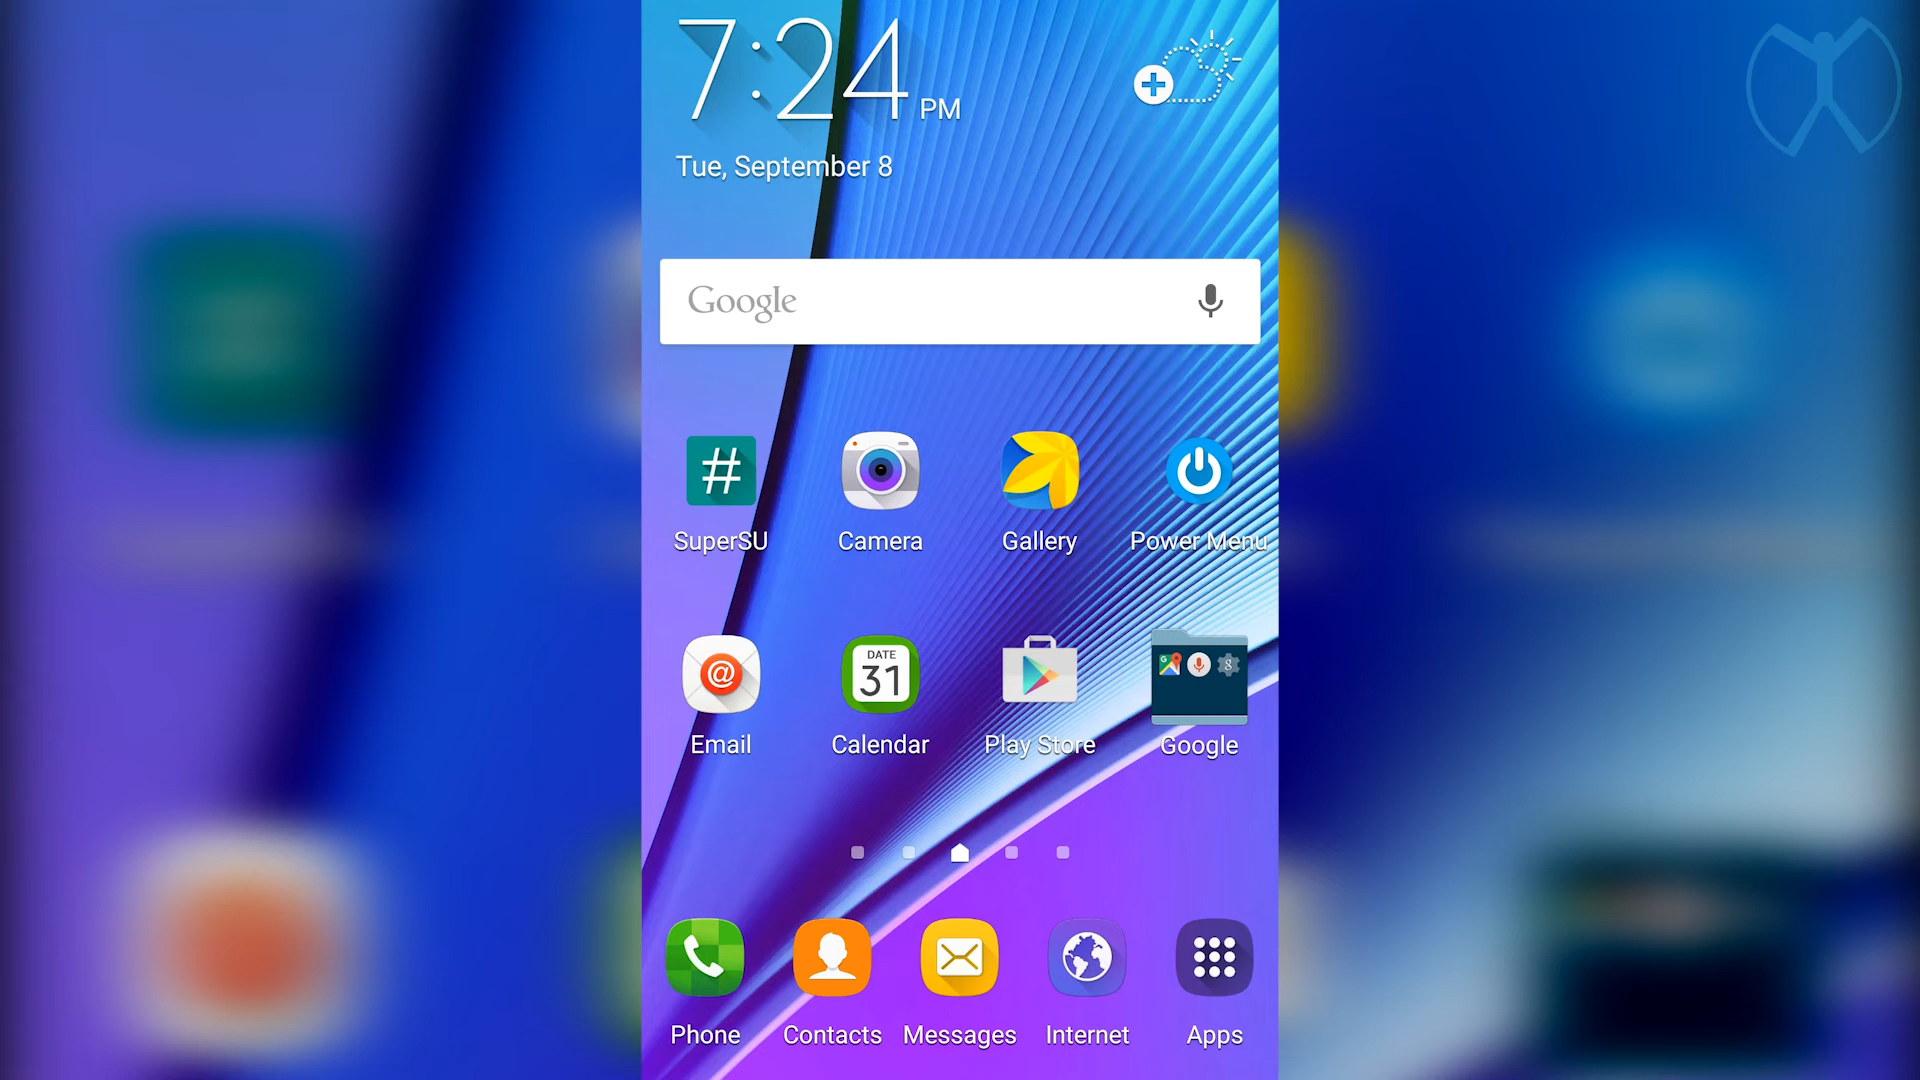 7:24 PM
Tue, September 8
Google
#
SuperSU
Camera
Gallery
Power Menu
@
DATE
31
G
8
Email
Calendar
Play Store
Google
Phone
Contacts
Messages
Internet
Apps